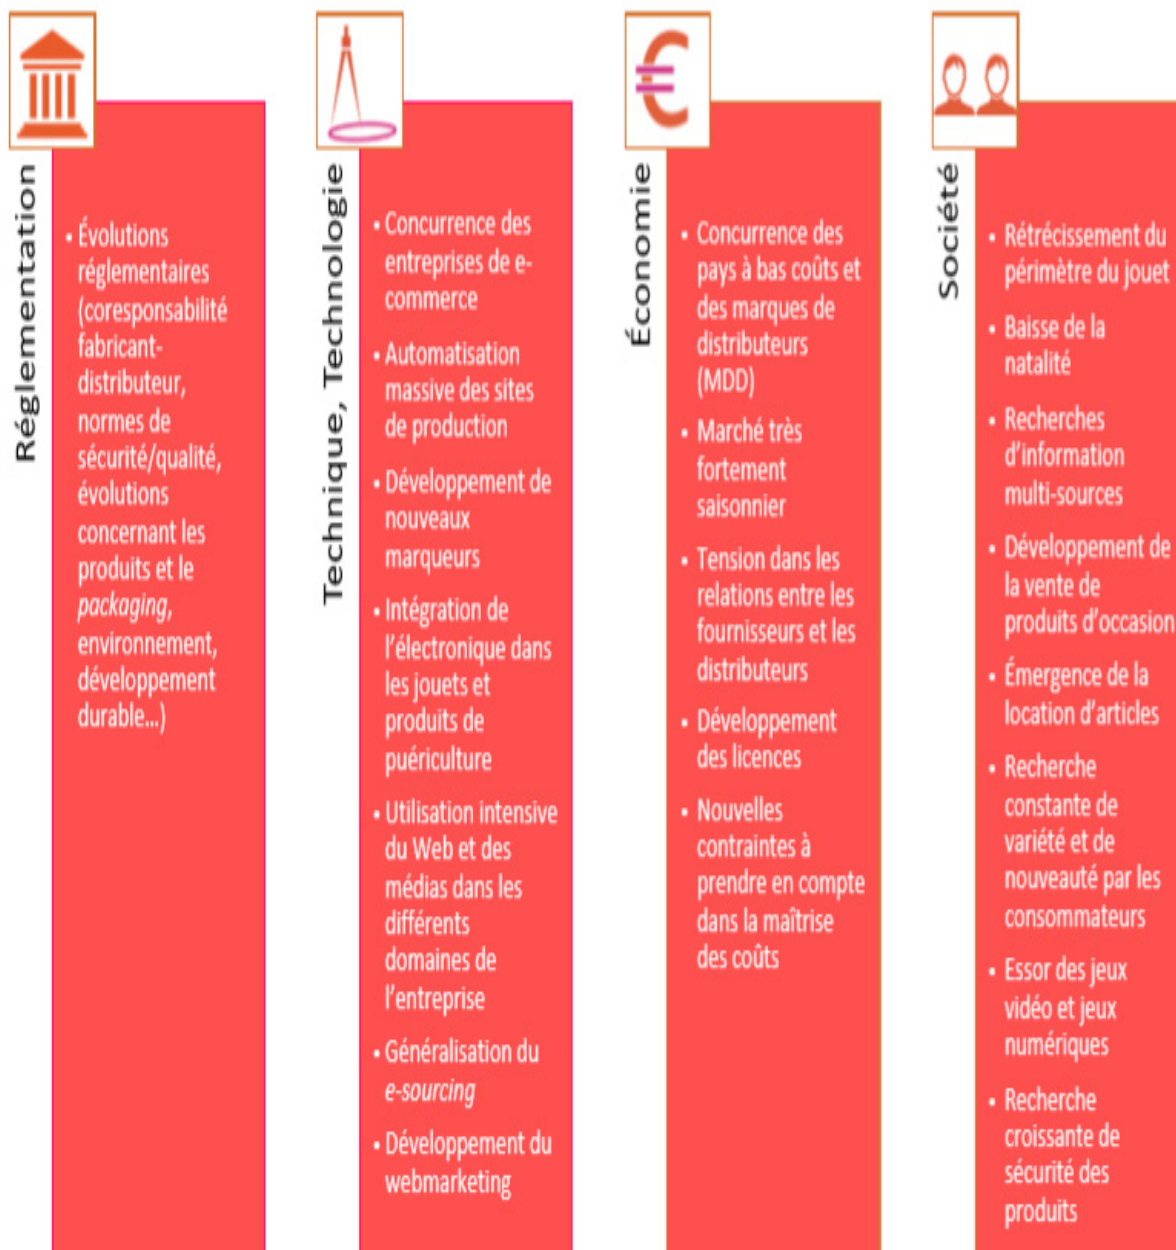 Réglementation
• Évolutions
réglementaires
(coresponsabilité
fabricant-
distributeur,
normes de
sécurité/qualité,
évolutions
concernant les
produits et le
packaging,
environnement,
développement
durable...)
Technique, Technologie
• Concurrence des
entreprises de e-
commerce
• Automatisation
massive des sites
de production
• Développement de
nouveaux
marqueurs
• Intégration de
l’électronique dans
les jouets et
produits de
puériculture
• Utilisation intensive
du Web et des
médias dans les
différents
domaines de
l’entreprise
• Généralisation du
e-sourcing
• Développement du
webmarketing
€
Économie
• Concurrence des
pays à bas coûts et
des marques de
distributeurs
(MDD)
• Marché très
fortement
saisonnier
• Tension dans les
relations entre les
fournisseurs et les
distributeurs
• Développement
des licences
• Nouvelles
contraintes à
prendre en compte
dans la maîtrise
des coûts
Société
• Rétrécissement du
périmètre du jouet
• Baisse de la
natalité
• Recherches
d’information
multi-sources
• Développement de
la vente de
produits d’occasion
• Émergence de la
location d’articles
• Recherche
constante de
variété et de
nouveauté par les
consommateurs
• Essor des jeux
vidéo et jeux
numériques
• Recherche
croissante de
sécurité des
produits